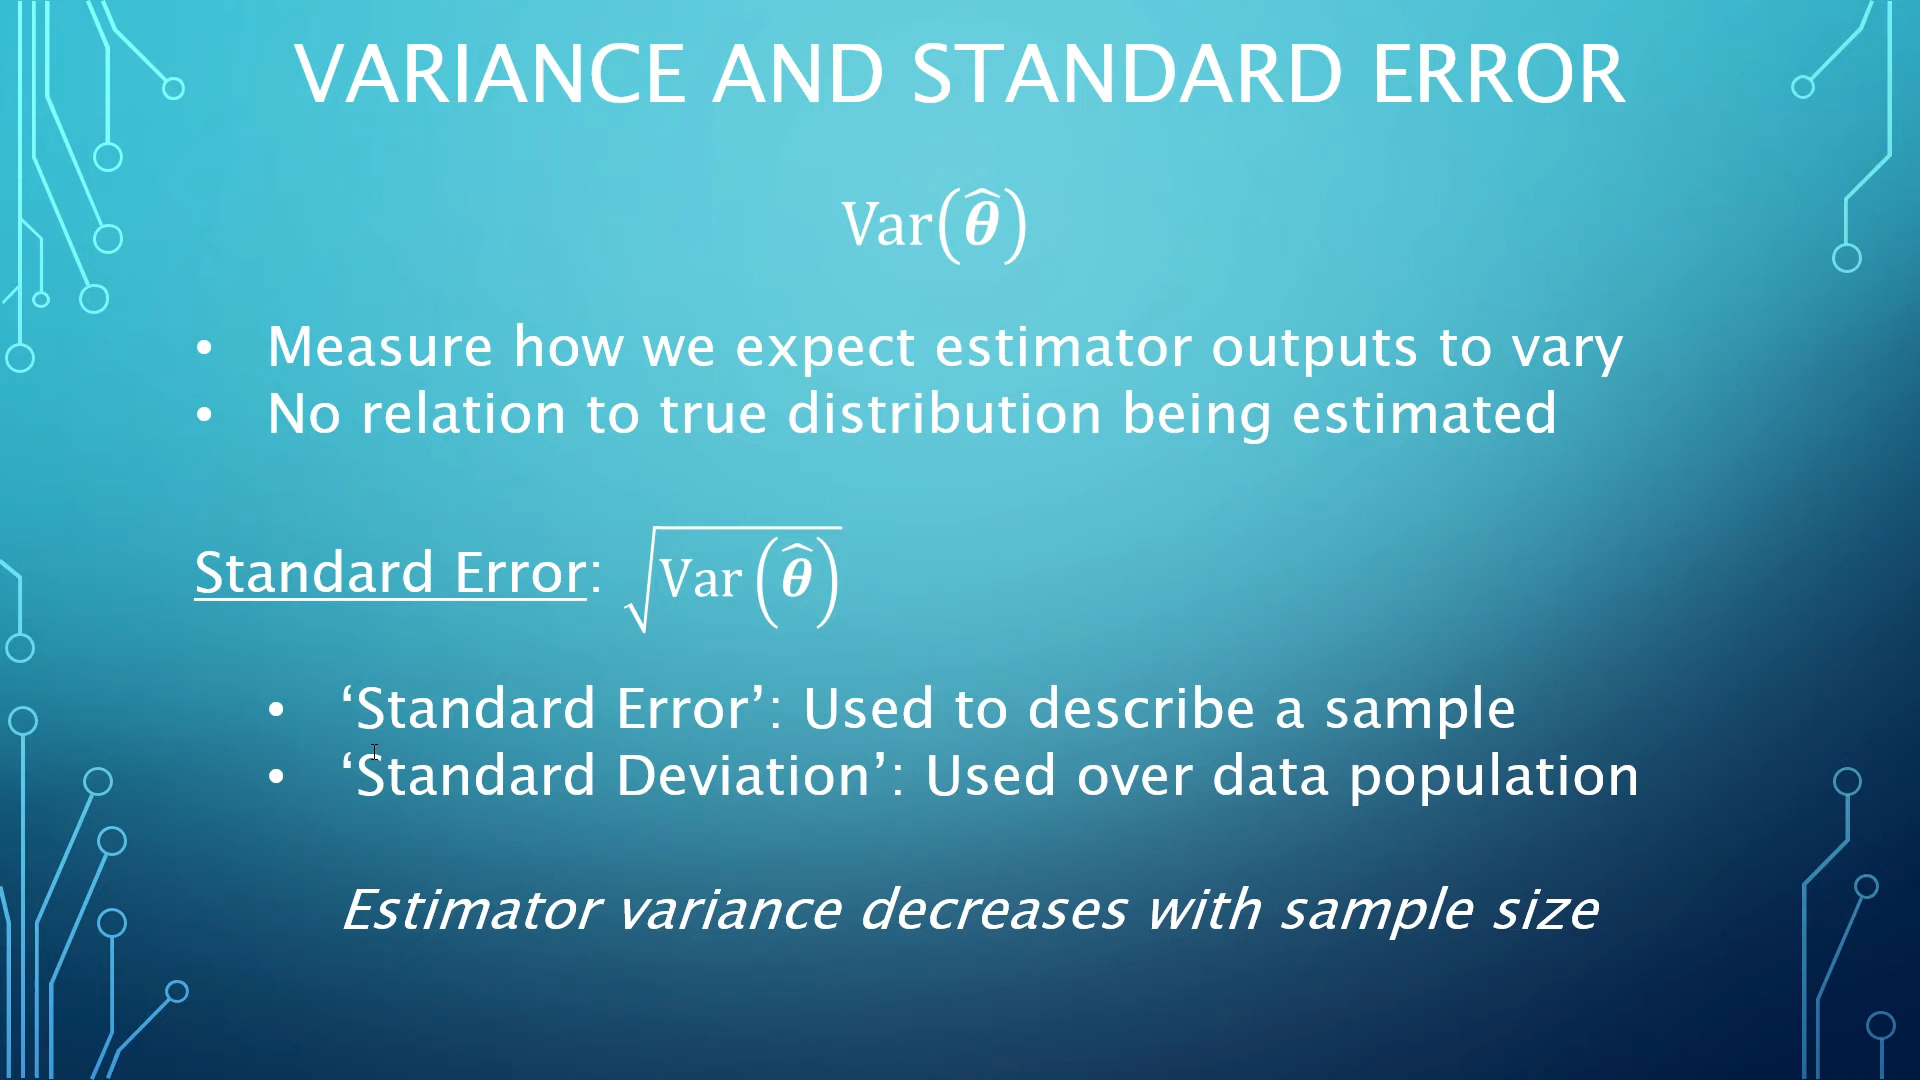 VARIANCE AND STANDARD ERROR
Var(θ̂)
• Measure how we expect estimator outputs to vary
• No relation to true distribution being estimated
Standard Error: √Var(θ̂)
• ‘Standard Error’: Used to describe a sample
• ‘Standard Deviation’: Used over data population
Estimator variance decreases with sample size